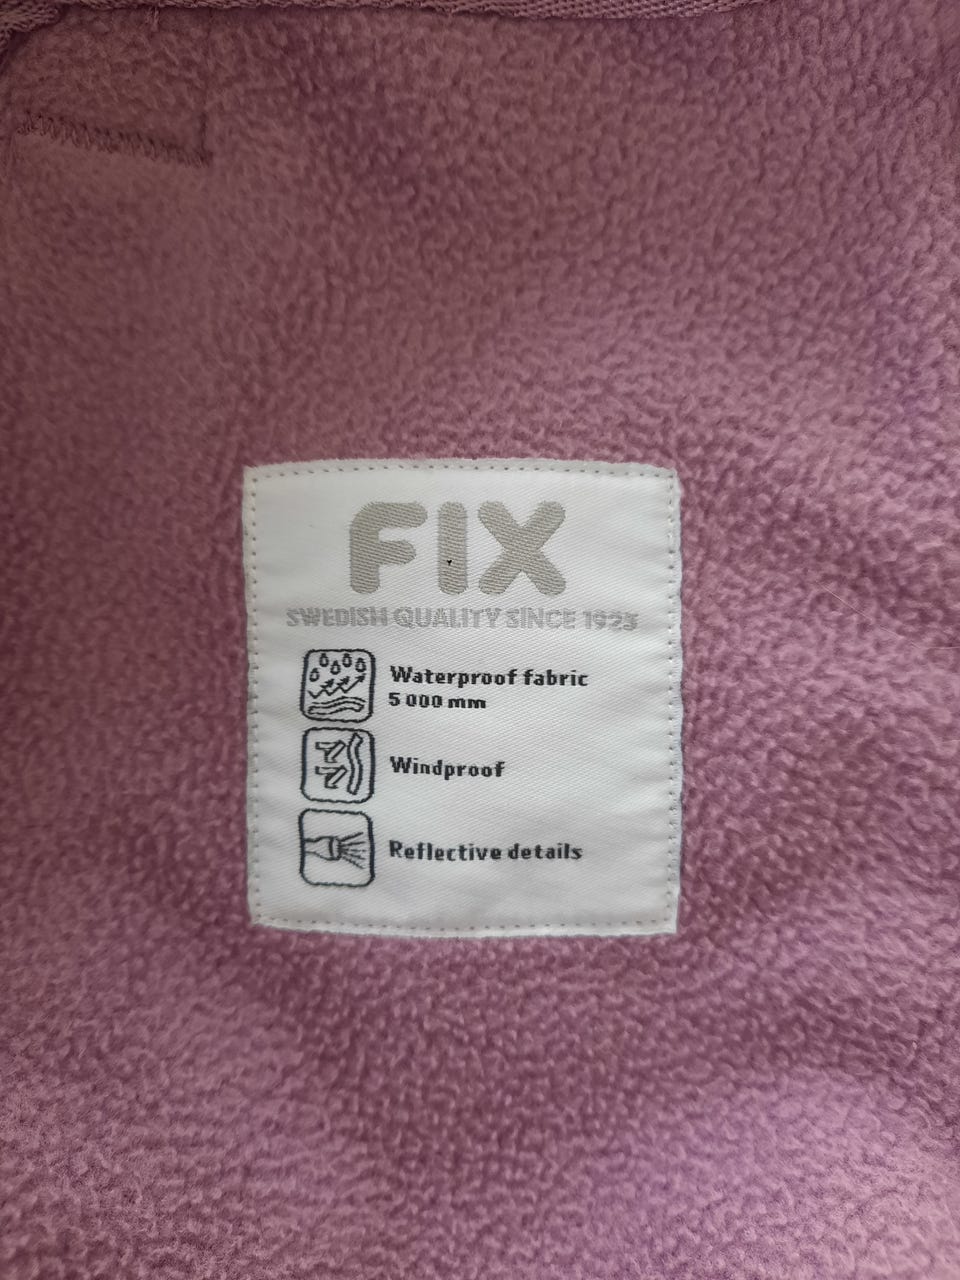 FIX
SWEDISH QUALITY SINCE 1923
Waterproof fabric
5 000 mm
Windproof
Reflective details